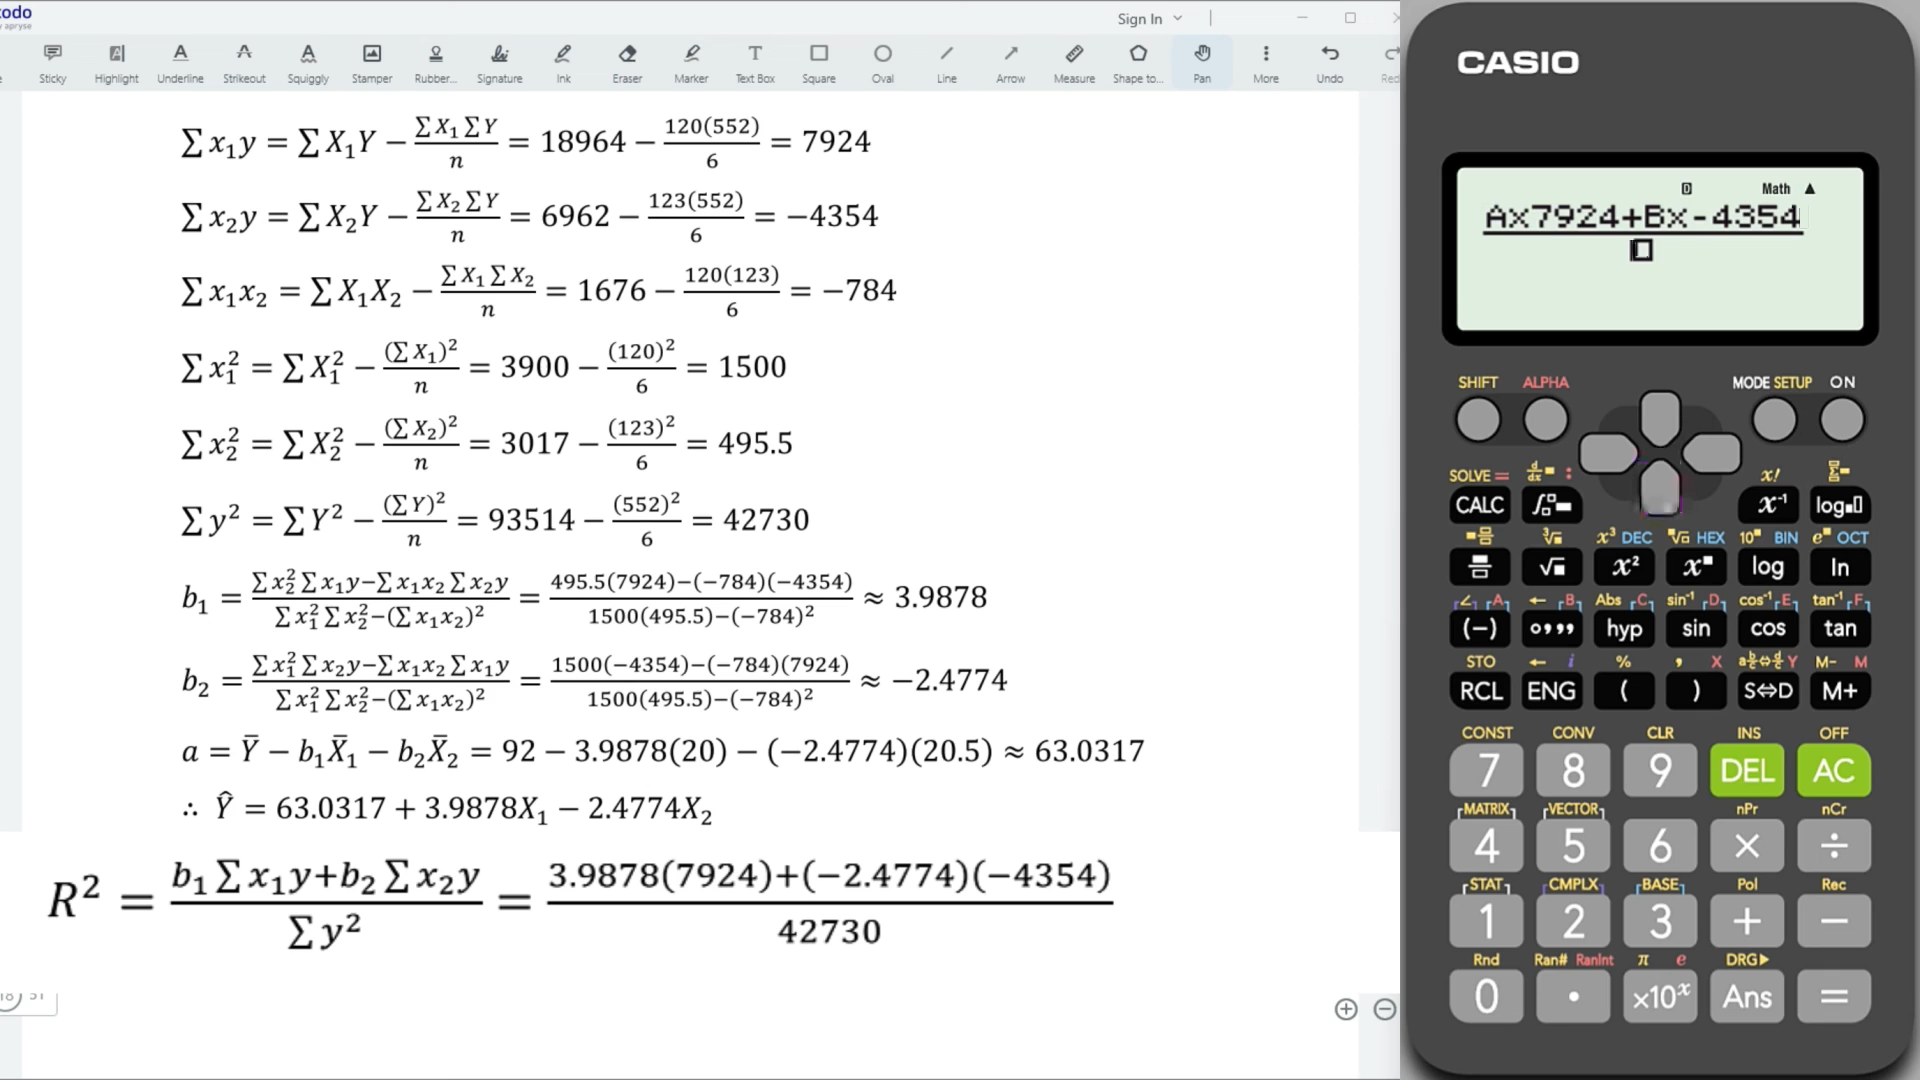 odo
y apryse
Sign In
Sticky Highlight Underline Strikeout Squiggly Stamper Rubber... Signature Ink Eraser Marker Text Box Square Oval Line Arrow Measure Shape to... Pan More Undo Red
∑x₁y = ∑X₁Y − (∑X₁∑Y)/n = 18964 − 120(552)/6 = 7924
∑x₂y = ∑X₂Y − (∑X₂∑Y)/n = 6962 − 123(552)/6 = −4354
∑x₁x₂ = ∑X₁X₂ − (∑X₁∑X₂)/n = 1676 − 120(123)/6 = −784
∑x₁² = ∑X₁² − (∑X₁)²/n = 3900 − (120)²/6 = 1500
∑x₂² = ∑X₂² − (∑X₂)²/n = 3017 − (123)²/6 = 495.5
∑y² = ∑Y² − (∑Y)²/n = 93514 − (552)²/6 = 42730
b₁ = (∑x₂²∑x₁y−∑x₁x₂∑x₂y)/(∑x₁²∑x₂²−(∑x₁x₂)²) = (495.5(7924)−(−784)(−4354))/(1500(495.5)−(−784)²) ≈ 3.9878
b₂ = (∑x₁²∑x₂y−∑x₁x₂∑x₁y)/(∑x₁²∑x₂²−(∑x₁x₂)²) = (1500(−4354)−(−784)(7924))/(1500(495.5)−(−784)²) ≈ −2.4774
a = Ȳ − b₁X̄₁ − b₂X̄₂ = 92 − 3.9878(20) − (−2.4774)(20.5) ≈ 63.0317
∴ Ŷ = 63.0317 + 3.9878X₁ − 2.4774X₂
R² = (b₁∑x₁y+b₂∑x₂y)/∑y² = (3.9878(7924)+(−2.4774)(−4354))/42730
51
CASIO
D Math ▲
A×7924+B×-4354
SHIFT ALPHA MODE SETUP ON
SOLVE = d/dx : x!
CALC x⁻¹ log
³√ x³ DEC √ HEX 10 BIN e OCT
√ x² x log ln
∠ A ← B Abs C sin⁻¹ D cos⁻¹ E tan⁻¹ F
(−) °,,, hyp sin cos tan
STO ← i % , X a b/c⇔d/c Y M− M
RCL ENG ( ) S⇔D M+
CONST CONV CLR INS OFF
7 8 9 DEL AC
MATRIX VECTOR nPr nCr
4 5 6 × ÷
STAT CMPLX BASE Pol Rec
1 2 3 + −
Rnd Ran# RanInt π e DRG▶
0 . ×10ˣ Ans =